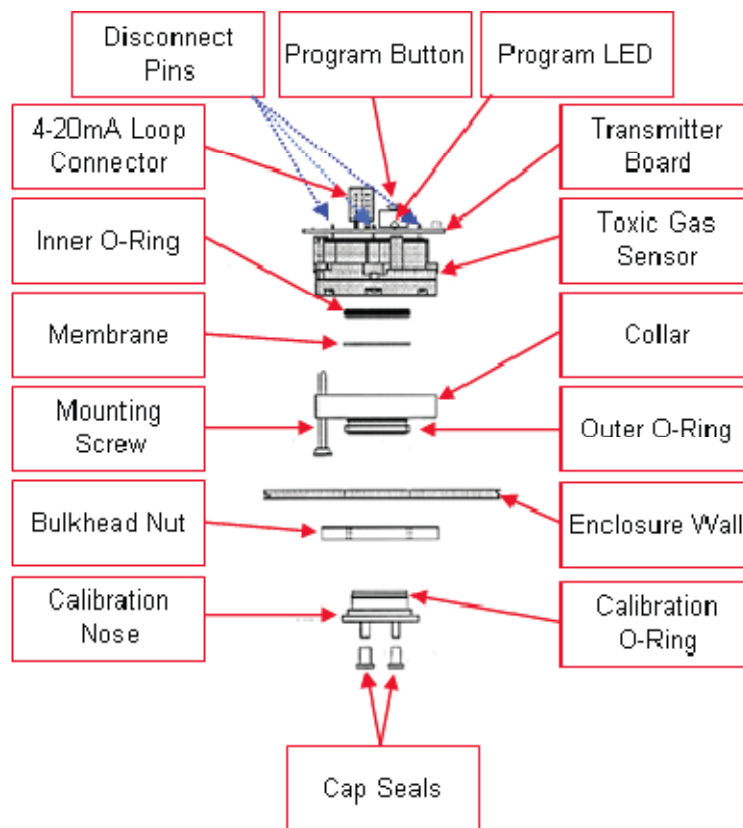 Disconnect
Pins
Program Button
Program LED
4-20mA Loop
Connector
Transmitter
Board
Inner O-Ring
Toxic Gas
Sensor
Membrane
Collar
Mounting
Screw
Outer O-Ring
Bulkhead Nut
Enclosure Wall
Calibration
Nose
Calibration
O-Ring
Cap Seals